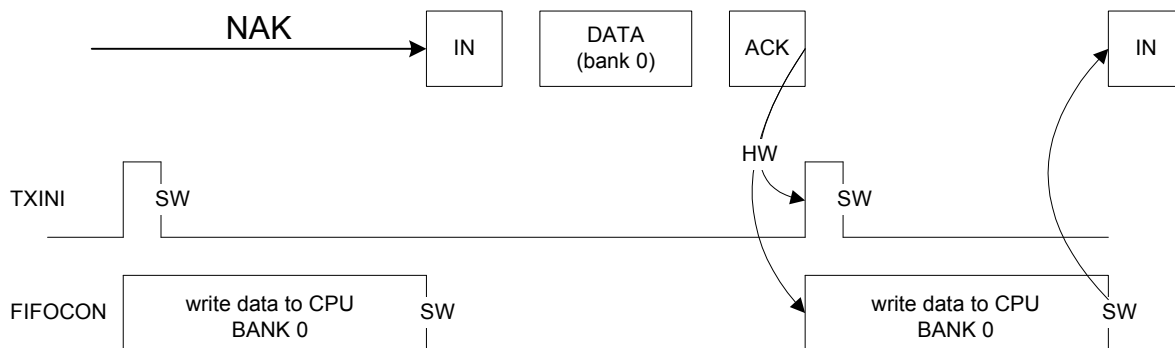 NAK
IN
DATA
(bank 0)
ACK
IN
HW
TXINI
SW
SW
FIFOCON
write data to CPU
BANK 0
SW
write data to CPU
BANK 0
SW